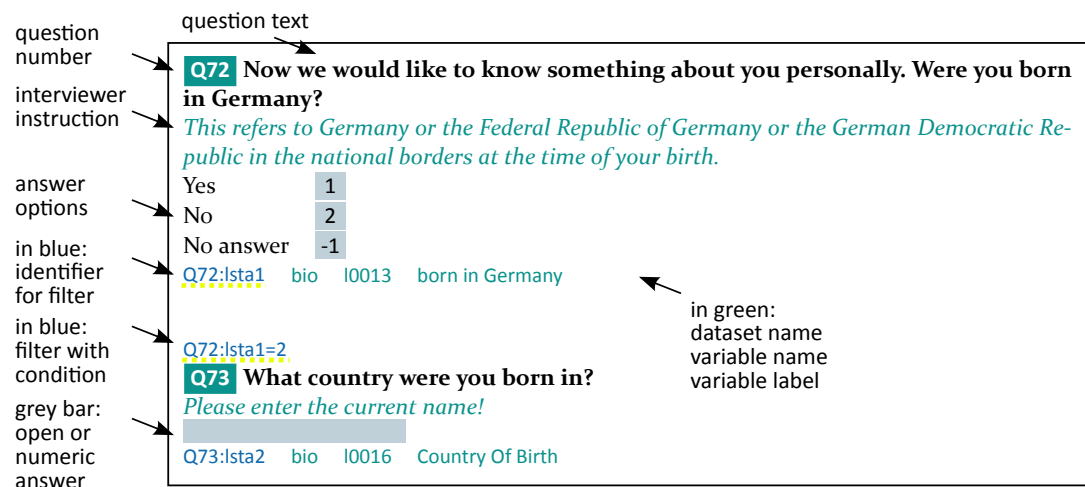 question text
question
number
Q72 Now we would like to know something about you personally. Were you born
in Germany?
interviewer
instruction
This refers to Germany or the Federal Republic of Germany or the German Democratic Re-
public in the national borders at the time of your birth.
answer
options
Yes 1
No 2
No answer -1
in blue:
identifier
for filter
Q72:lsta1 bio l0013 born in Germany
in green:
dataset name
variable name
variable label
in blue:
filter with
condition
Q72:lsta1=2
Q73 What country were you born in?
Please enter the current name!
grey bar:
open or
numeric
answer
Q73:lsta2 bio l0016 Country Of Birth